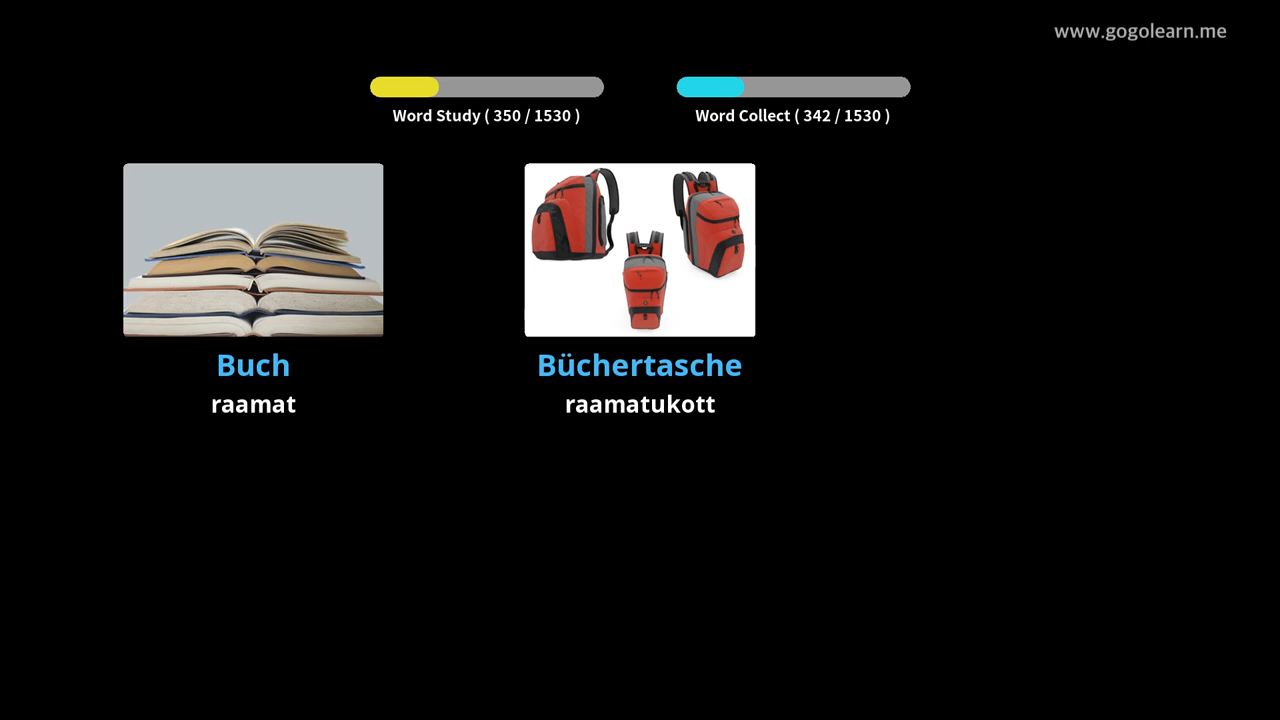 www.gogolearn.me
Word Study ( 350 / 1530 )
Word Collect ( 342 / 1530 )
Buch
raamat
Büchertasche
raamatukott